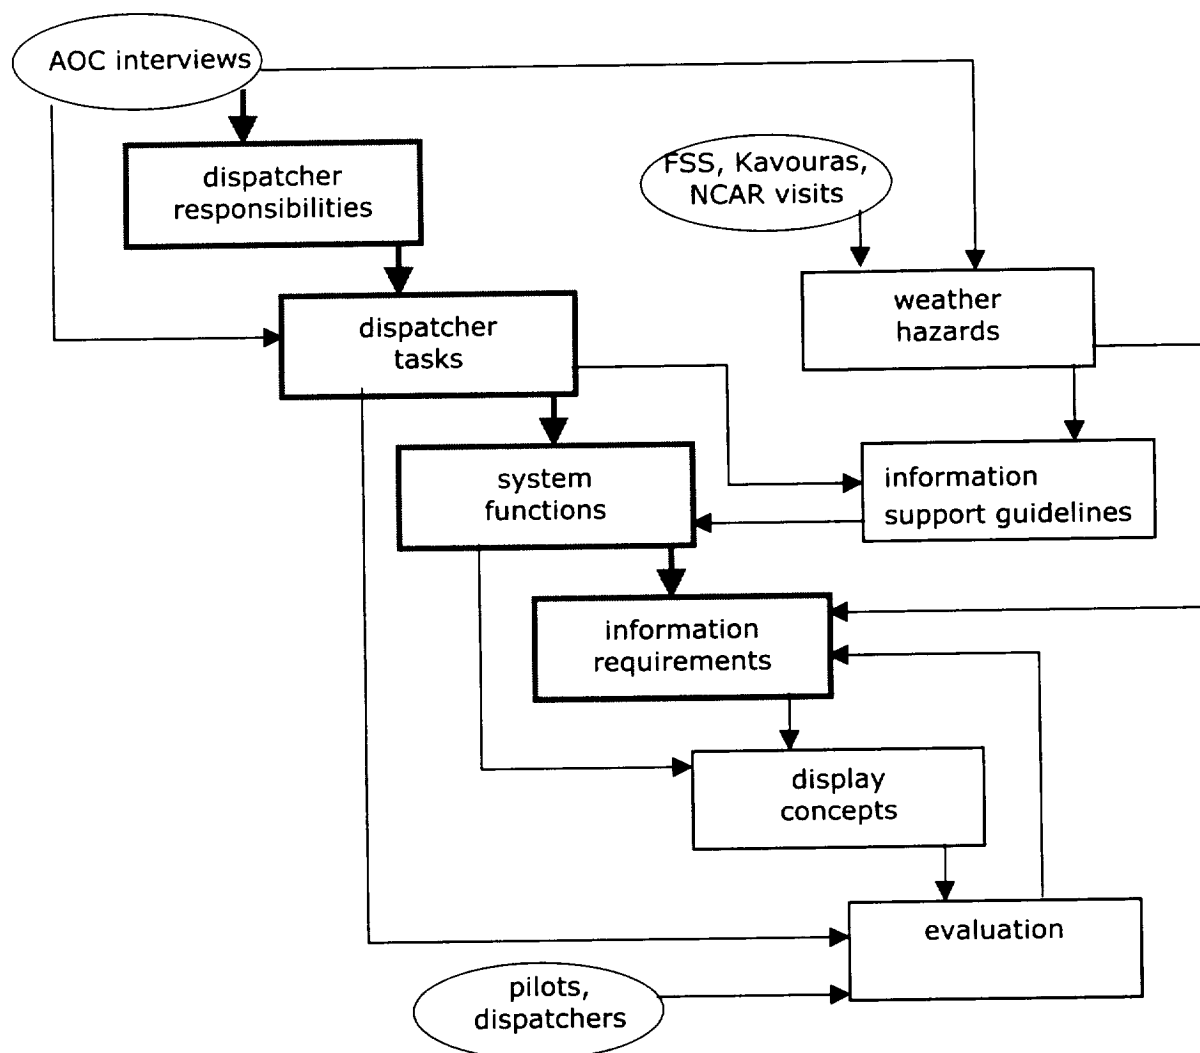 AOC interviews
dispatcher
responsibilities
FSS, Kavouras,
NCAR visits
dispatcher
tasks
weather
hazards
system
functions
information
support guidelines
information
requirements
display
concepts
evaluation
pilots,
dispatchers